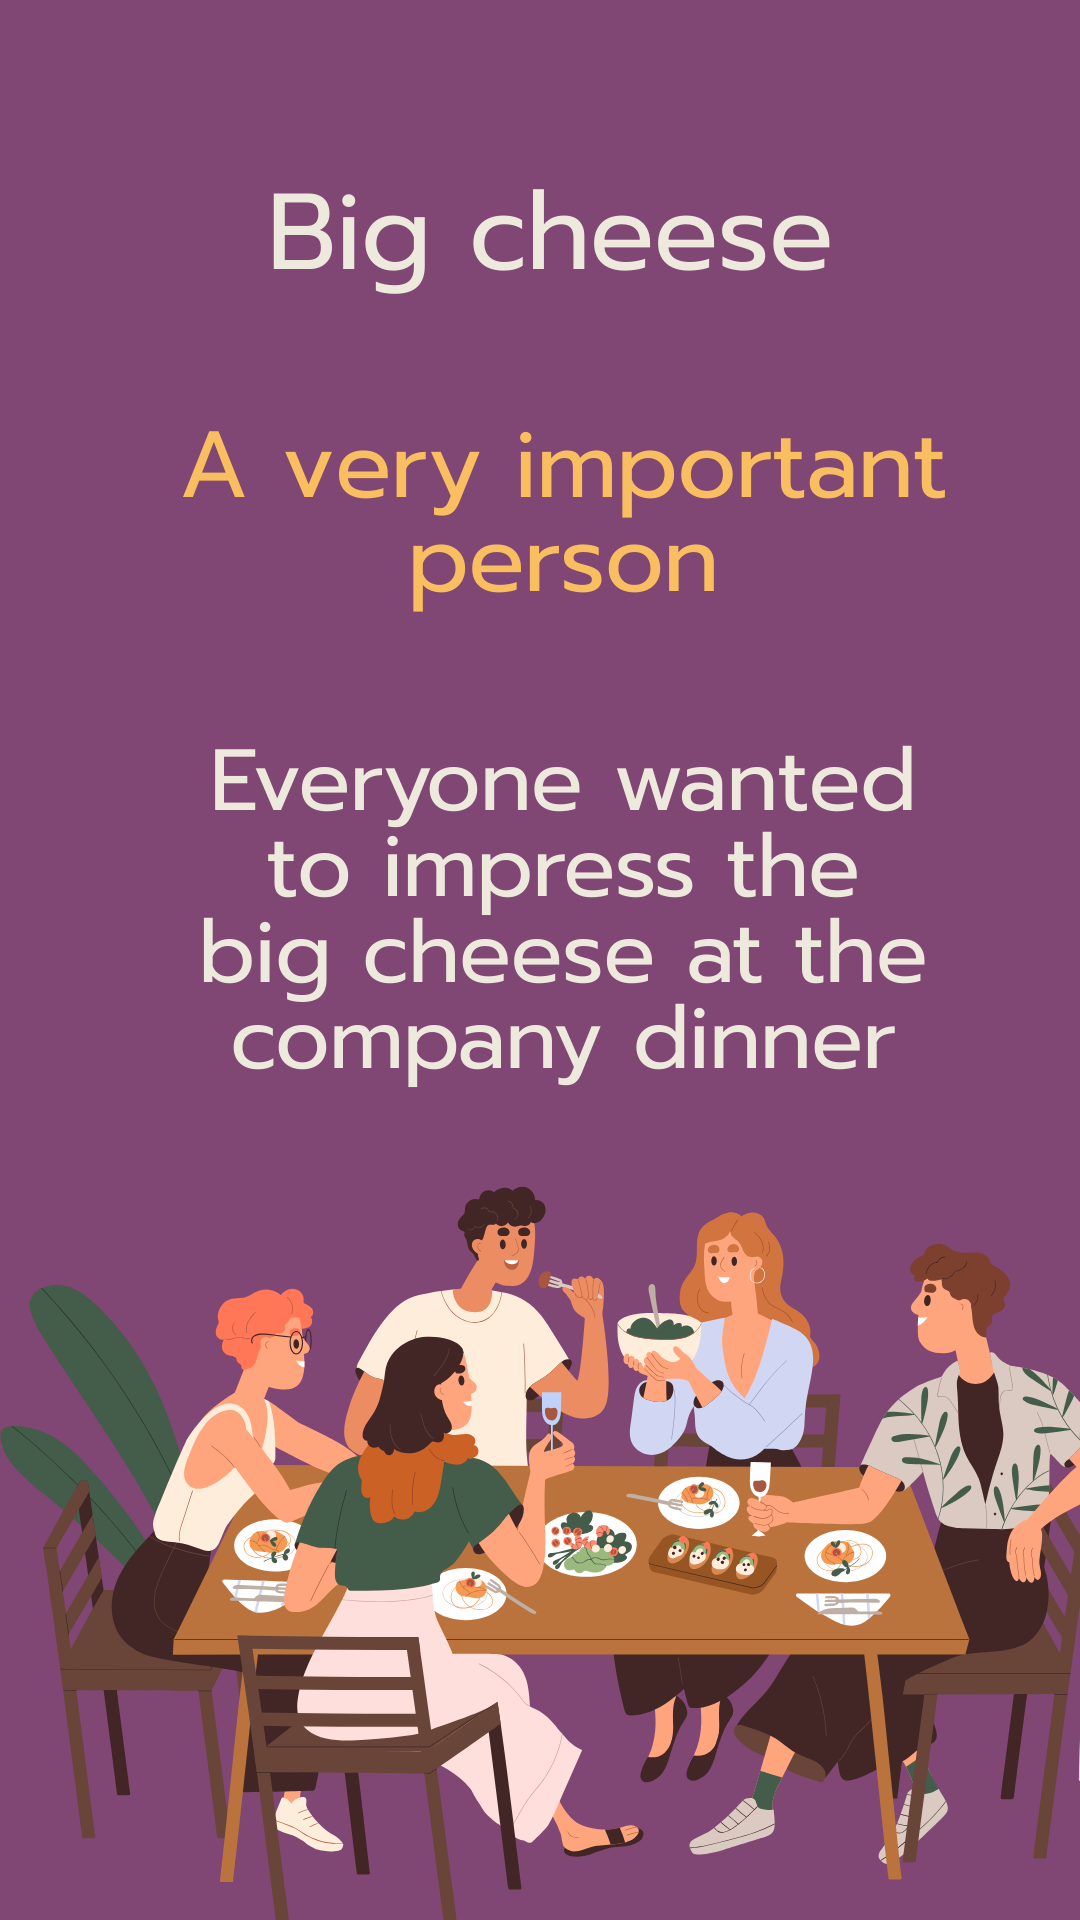 Big cheese
A very important
person
Everyone wanted
to impress the
big cheese at the
company dinner